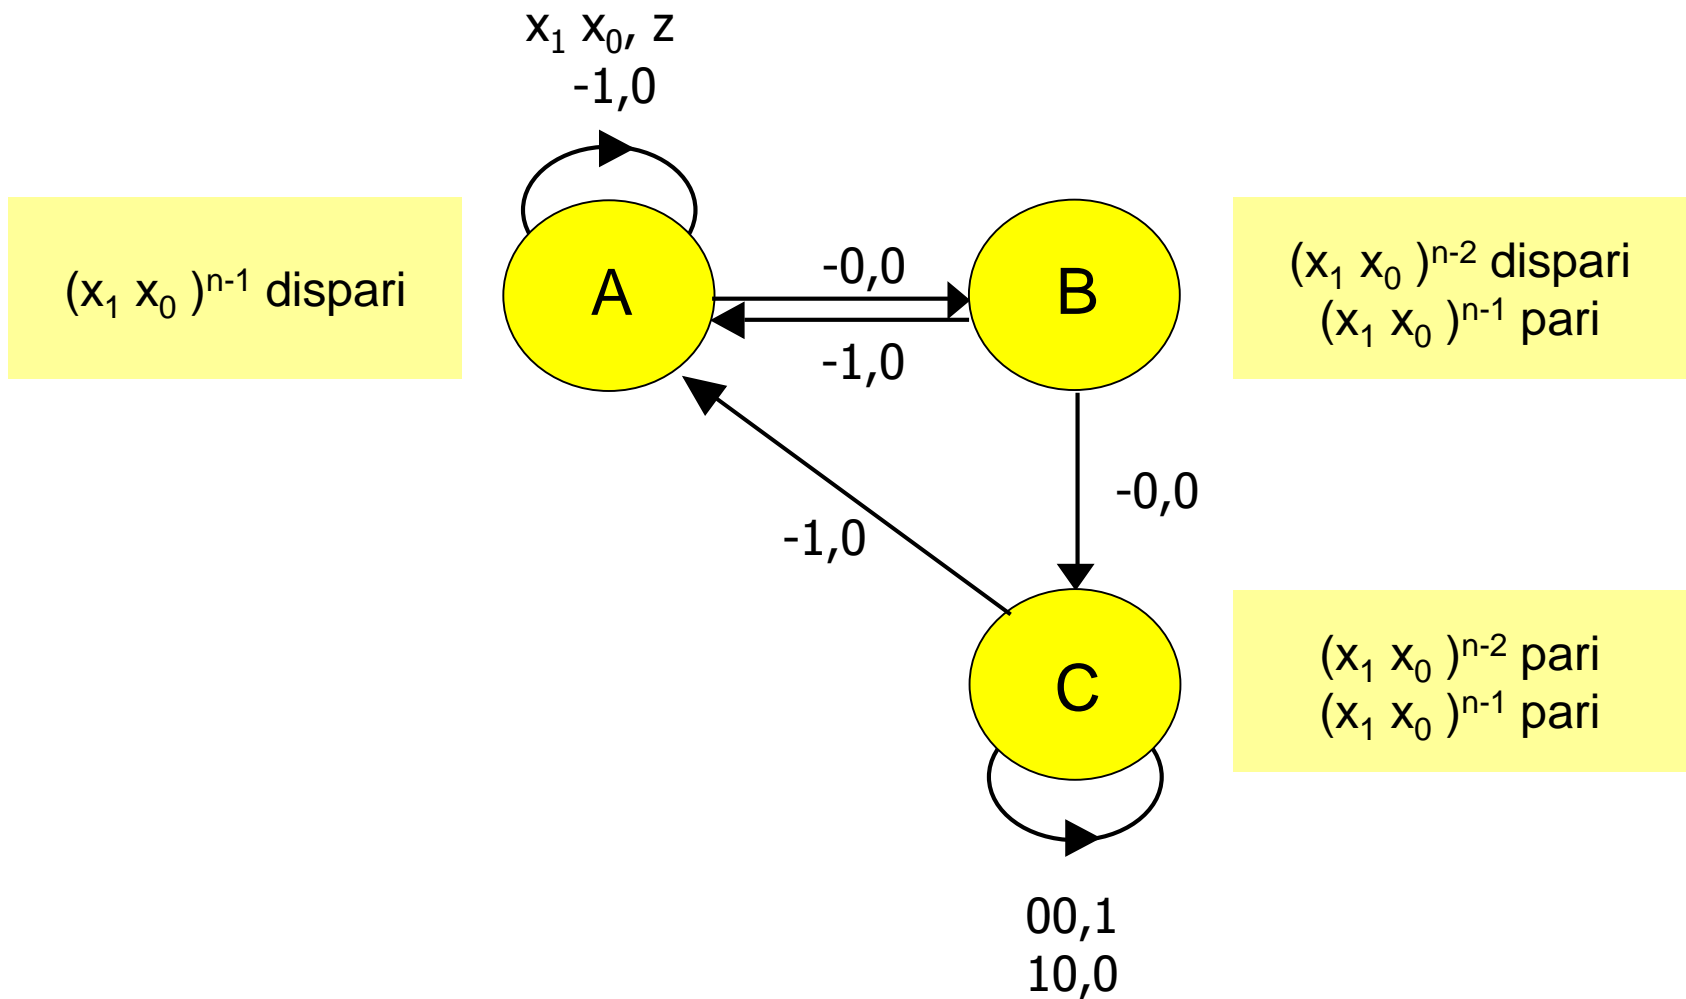 x₁ x₀, z
-1,0
(x₁ x₀ )ⁿ⁻¹ dispari
A
-0,0
-1,0
B
(x₁ x₀ )ⁿ⁻² dispari
(x₁ x₀ )ⁿ⁻¹ pari
-1,0
-0,0
C
(x₁ x₀ )ⁿ⁻² pari
(x₁ x₀ )ⁿ⁻¹ pari
00,1
10,0